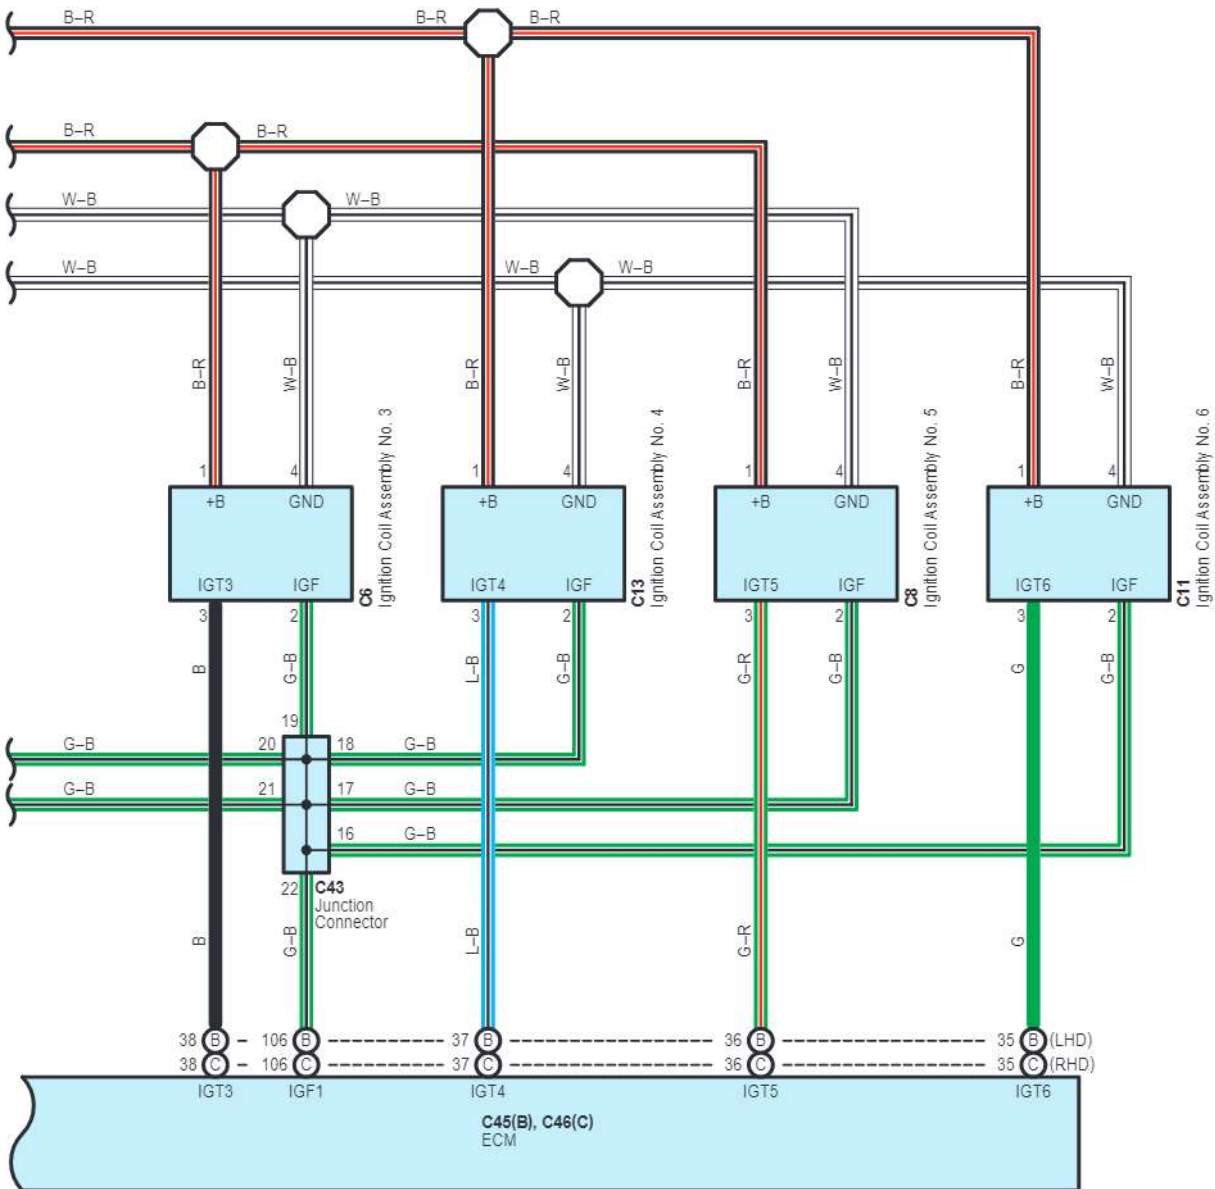 B–R
B–R
B–R
B–R
B–R
W–B
W–B
W–B
W–B
W–B
B–R
W–B
B–R
W–B
B–R
W–B
B–R
W–B
1
4
1
4
1
4
1
4
+B
GND
+B
GND
+B
GND
+B
GND
IGT3
IGF
IGT4
IGF
IGT5
IGF
IGT6
IGF
C6
Ignition Coil Assembly No. 3
C13
Ignition Coil Assembly No. 4
C8
Ignition Coil Assembly No. 5
C11
Ignition Coil Assembly No. 6
3
2
3
2
3
2
3
2
B
G–B
L–B
G–B
G–R
G–B
G
G–B
19
G–B
20
18
G–B
G–B
21
17
G–B
16
G–B
22
C43
Junction
Connector
B
G–B
L–B
G–R
G
38 B
106 B
37 B
36 B
35 B (LHD)
38 C
106 C
37 C
36 C
35 C (RHD)
IGT3
IGF1
IGT4
IGT5
IGT6
C45(B), C46(C)
ECM